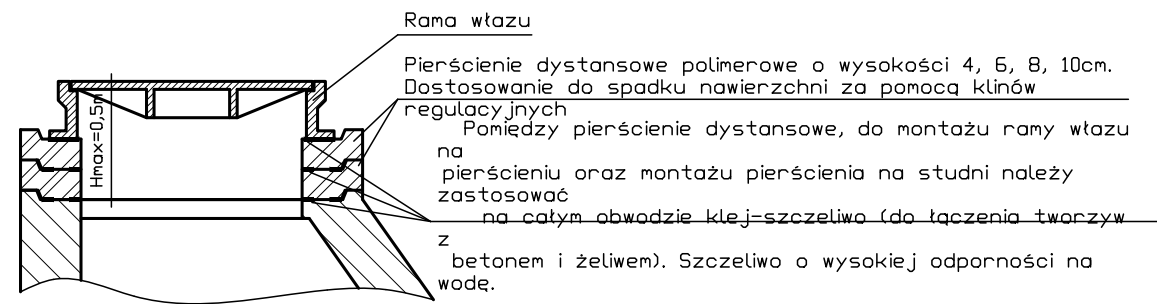 Rama włazu
Pierścienie dystansowe polimerowe o wysokości 4, 6, 8, 10cm.
Dostosowanie do spadku nawierzchni za pomocą klinów
regulacyjnych
Pomiędzy pierścienie dystansowe, do montażu ramy włazu
na
pierścieniu oraz montażu pierścienia na studni należy
zastosować
na całym obwodzie klej-szczeliwo (do łączenia tworzyw
z
betonem i żeliwem). Szczeliwo o wysokiej odporności na
wodę.
Hmax=0,5m